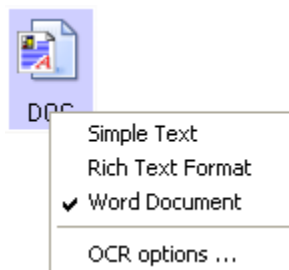 DOC
Simple Text
Rich Text Format
Word Document
OCR options ...